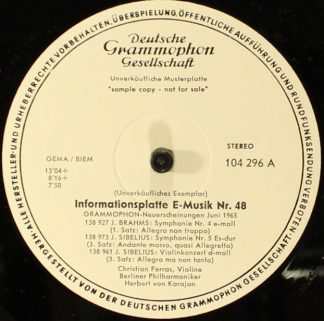 ALLE HERSTELLER- UND URHEBERRECHTE VORBEHALTEN. ÜBERSPIELUNG, ÖFFENTLICHE AUFFÜHRUNG UND RUNDFUNKSENDUNG VERBOTEN!
Deutsche
Grammophon
Gesellschaft
Unverkäufliche Musterplatte
"sample copy - not for sale"
GEMA / BIEM
STEREO
13'04+
104 296 A
8'16+
7'50
(Unverkäufliches Exemplar)
Informationsplatte E-Musik Nr. 48
GRAMMOPHON-Neuerscheinungen Juni 1965
138 927 J. BRAHMS: Symphonie Nr. 4 e-moll
(1. Satz: Allegro non troppo)
138 973 J. SIBELIUS: Symphonie Nr. 5 Es-dur
(2. Satz: Andante mosso, quasi Allegretto)
138 961 J. SIBELIUS: Violinkonzert d-moll
(3. Satz: Allegro ma non tanto)
Christian Ferras, Violine
Berliner Philharmoniker
Herbert von Karajan
HERGESTELLT VON DER DEUTSCHEN GRAMMOPHON GESELLSCHAFT